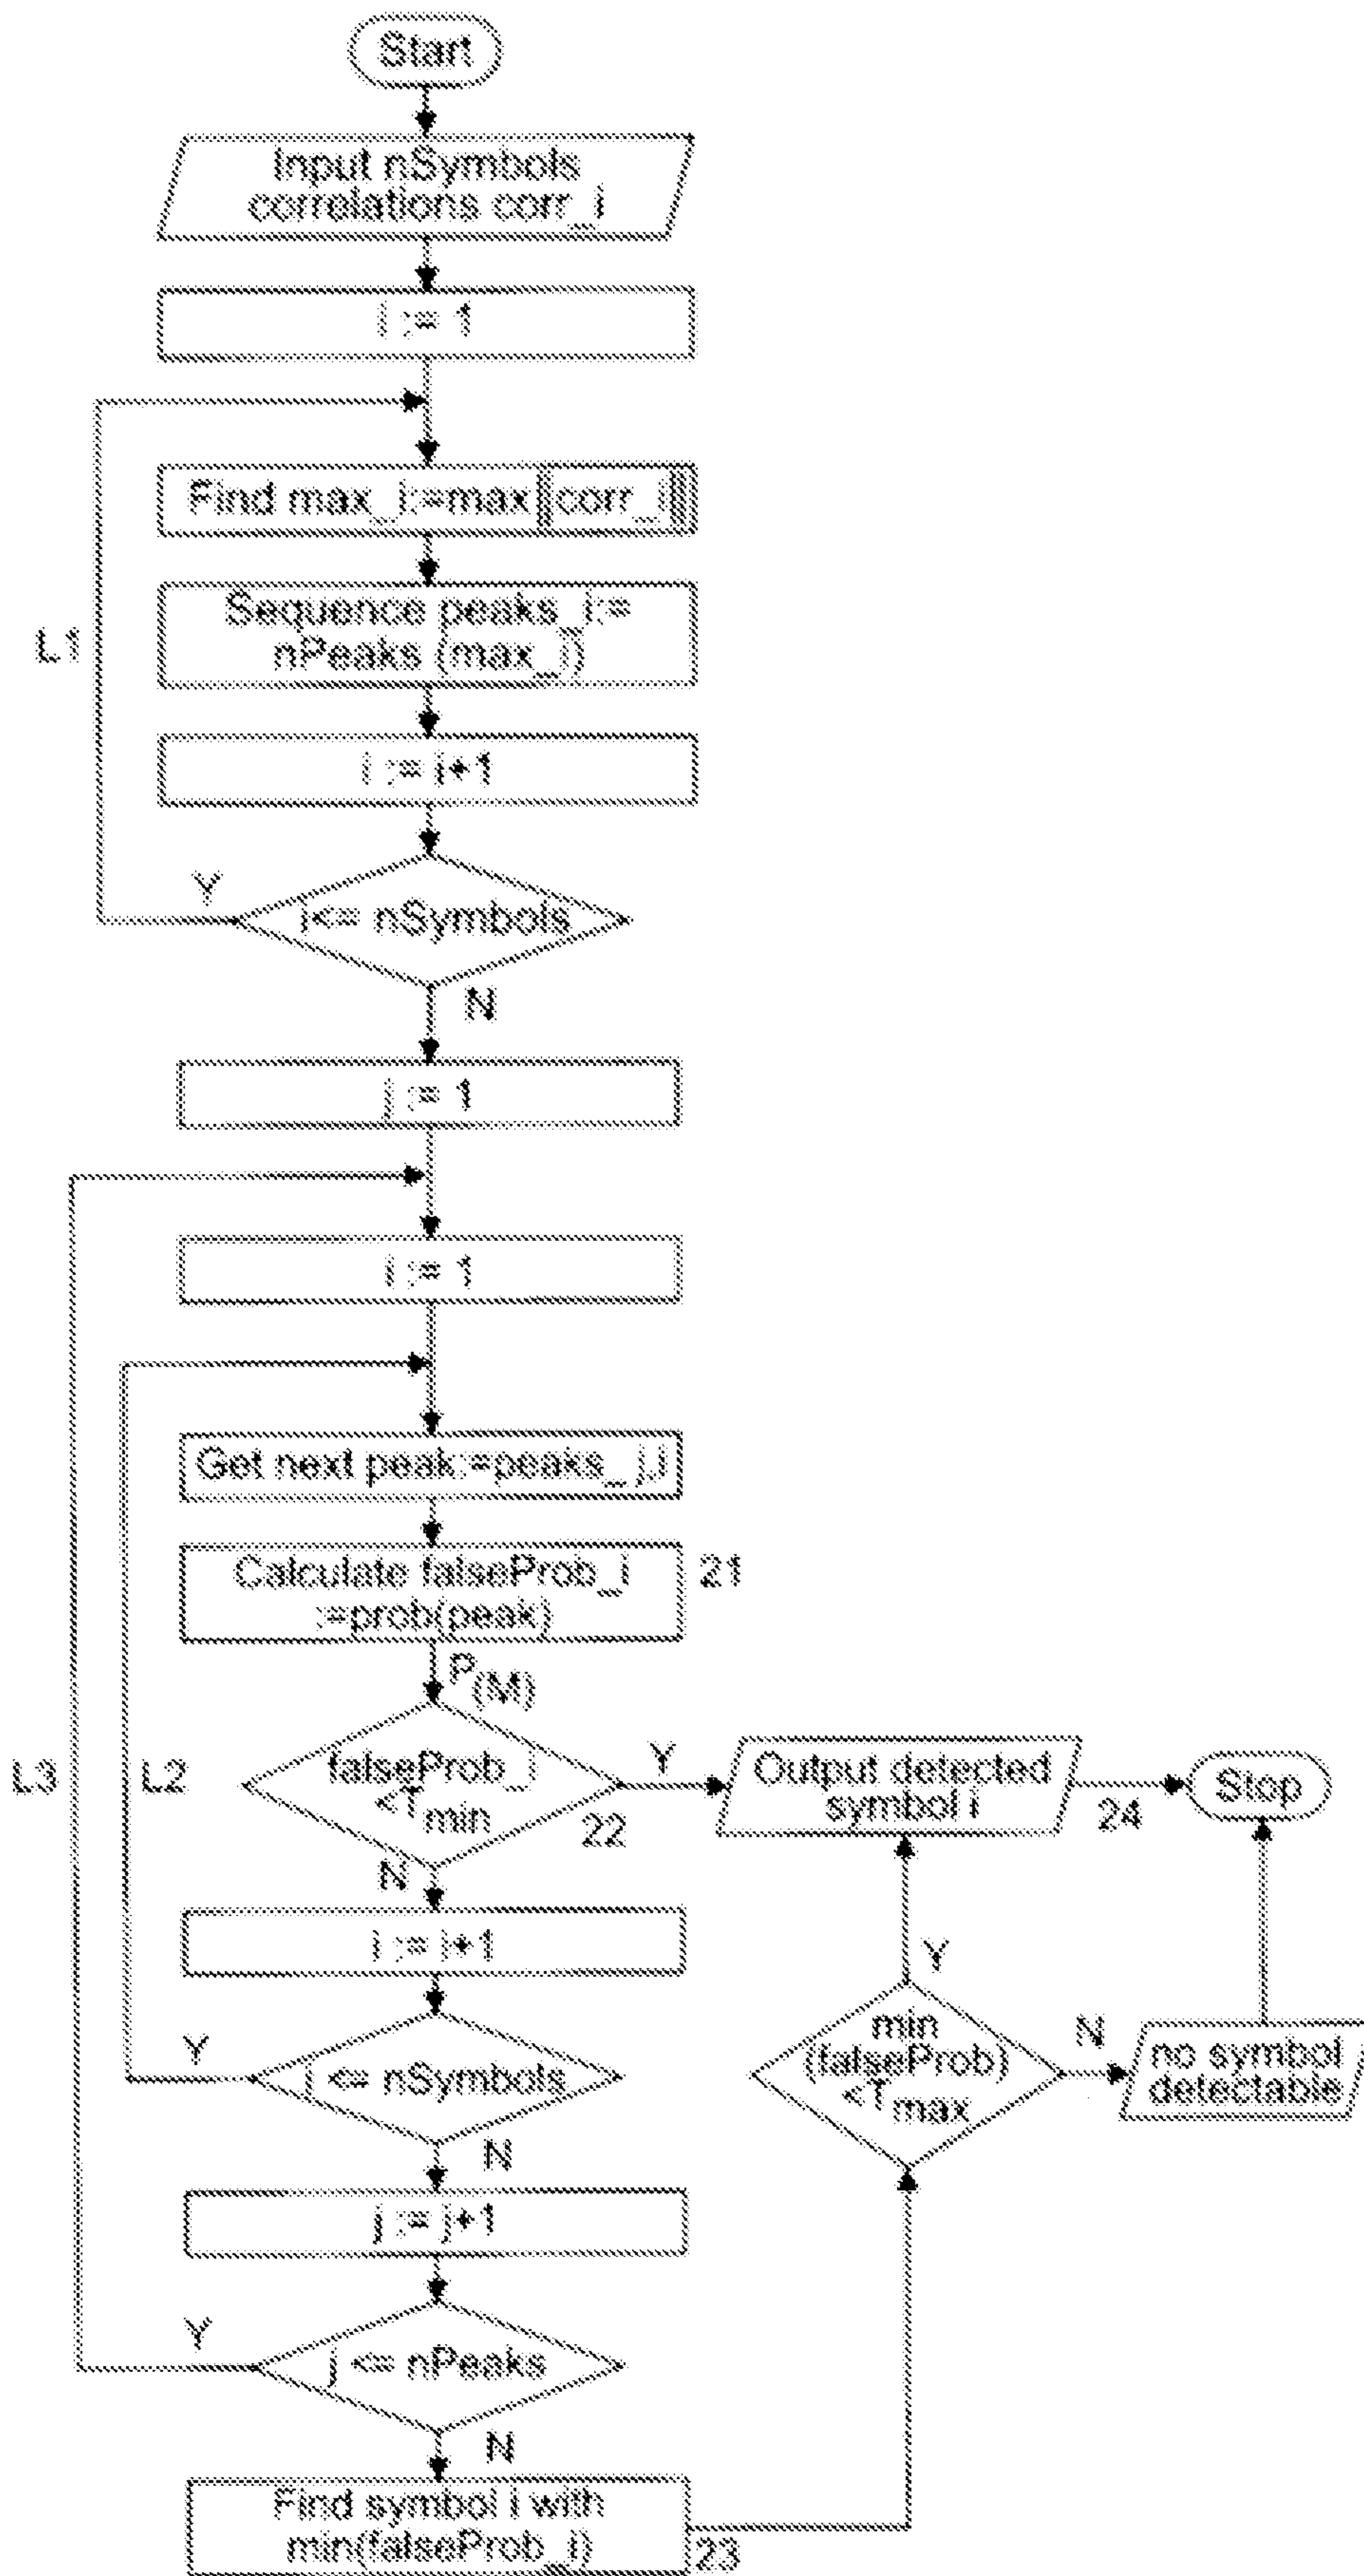 Start
Input nSymbols
correlations corr_i
i := 1
Find max_i:=max||corr_i||
Sequence peaks_i:=
nPeaks (max_i)
L1
i := i+1
Y
i<= nSymbols
N
j := 1
i := 1
Get next peak:=peaks_j,i
Calculate falseProb_i
:=prob(peak)
21
P(M)
L3
L2
falseProb_i
<Tmin
22
Y
Output detected
symbol i
24
Stop
N
i := i+1
Y
i <= nSymbols
N
Y
min
(falseProb)
<Tmax
N
no symbol
detectable
j := j+1
Y
j <= nPeaks
N
Find symbol i with
min(falseProb_i)
23